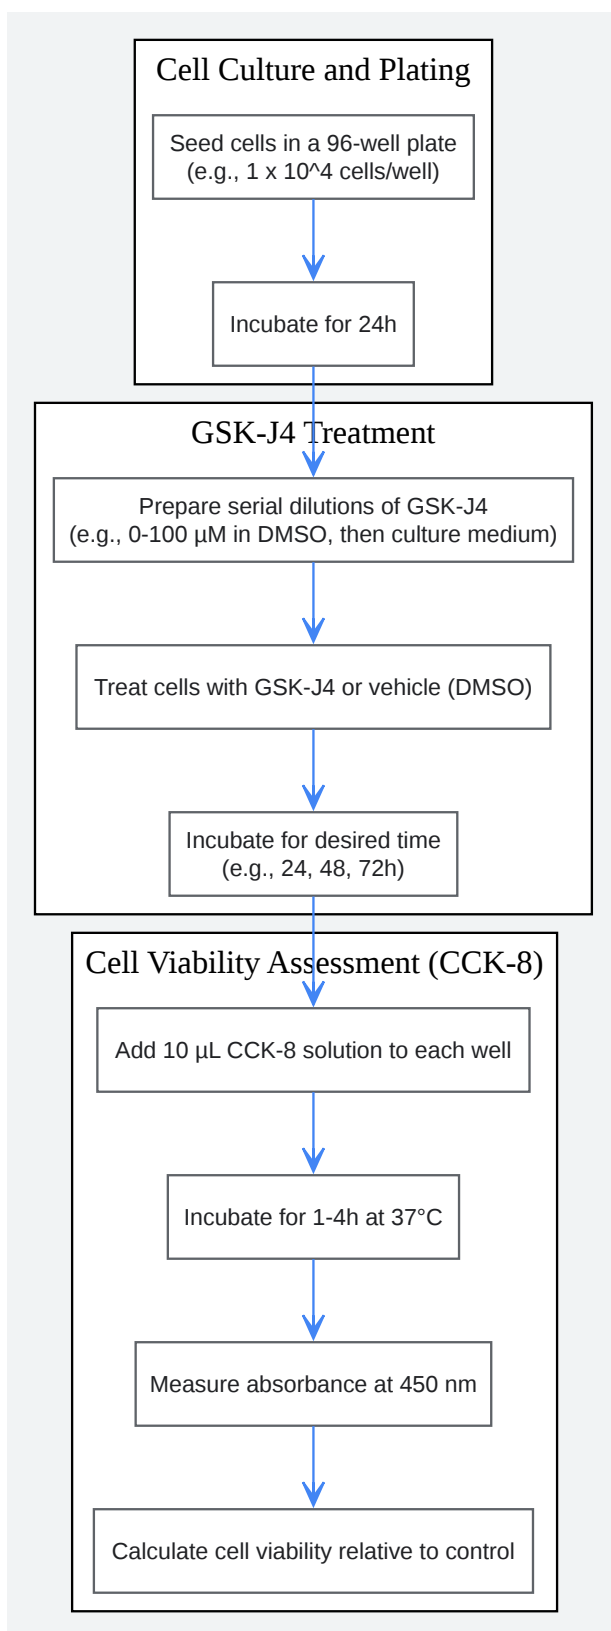 Cell Culture and Plating
Seed cells in a 96-well plate
(e.g., 1 x 10^4 cells/well)
Incubate for 24h
GSK-J4 Treatment
Prepare serial dilutions of GSK-J4
(e.g., 0-100 µM in DMSO, then culture medium)
Treat cells with GSK-J4 or vehicle (DMSO)
Incubate for desired time
(e.g., 24, 48, 72h)
Cell Viability Assessment (CCK-8)
Add 10 µL CCK-8 solution to each well
Incubate for 1-4h at 37°C
Measure absorbance at 450 nm
Calculate cell viability relative to control